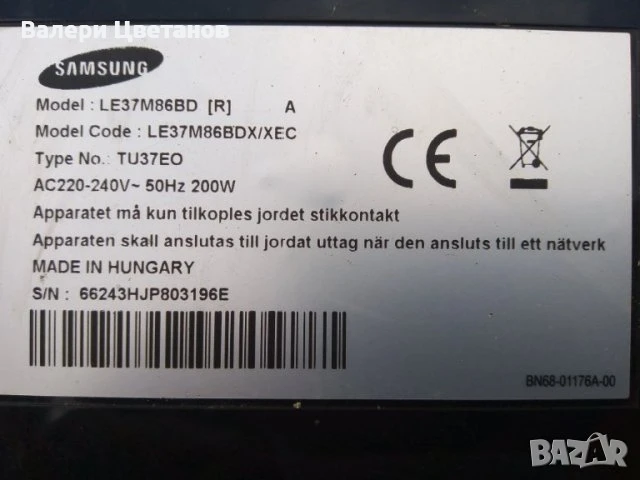 Валери Цветанов
SAMSUNG
Model : LE37M86BD [R] A
Model Code : LE37M86BDX/XEC
Type No.: TU37EO
AC220-240V~ 50Hz 200W
Apparatet må kun tilkoples jordet stikkontakt
Apparaten skall anslutas till jordat uttag när den ansluts till ett nätverk
MADE IN HUNGARY
S/N : 66243HJP803196E
BN68-01176A-00
BAZAR